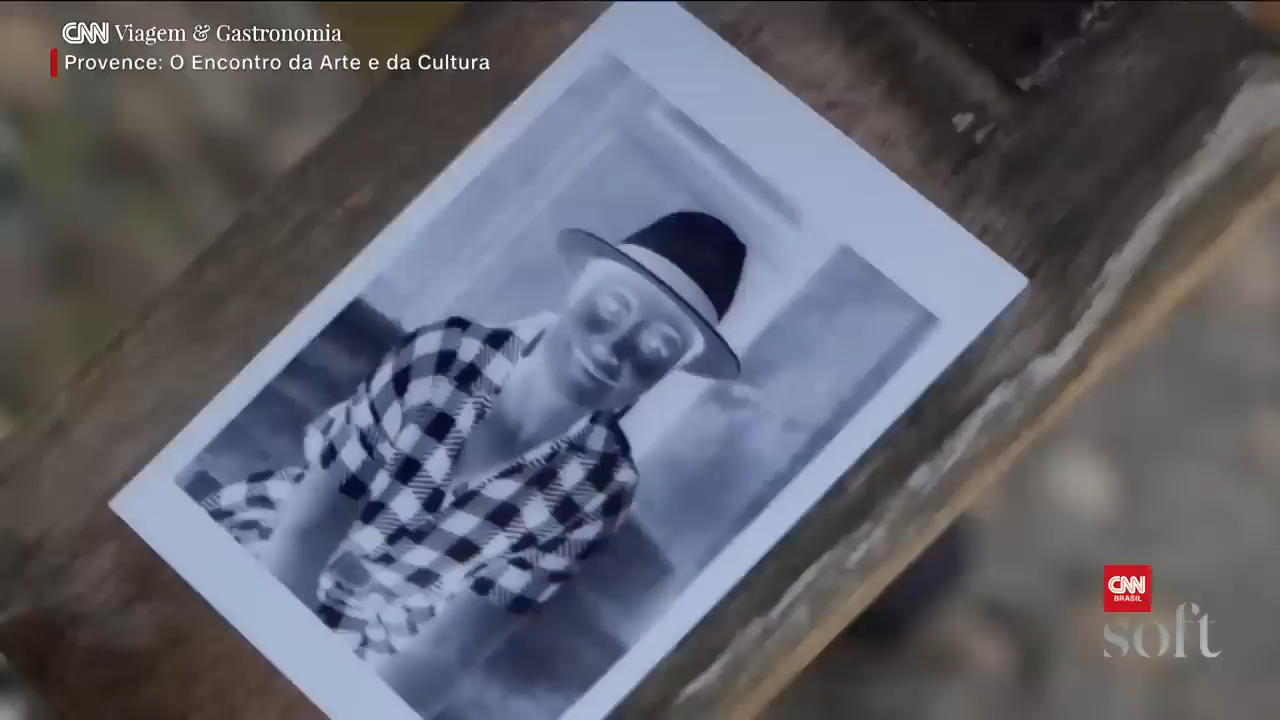 CNN Viagem & Gastronomia
Provence: O Encontro da Arte e da Cultura
CNN
BRASIL
soft